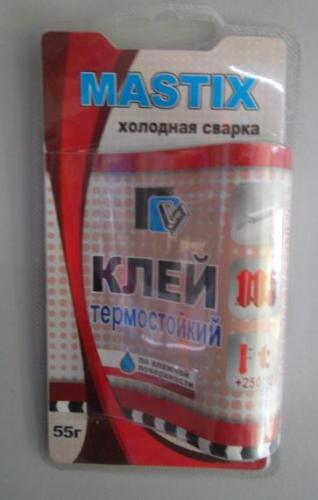 MASTIX
холодная сварка
КЛЕЙ
термостойкий
по влажной
поверхности
t
+250°
55г